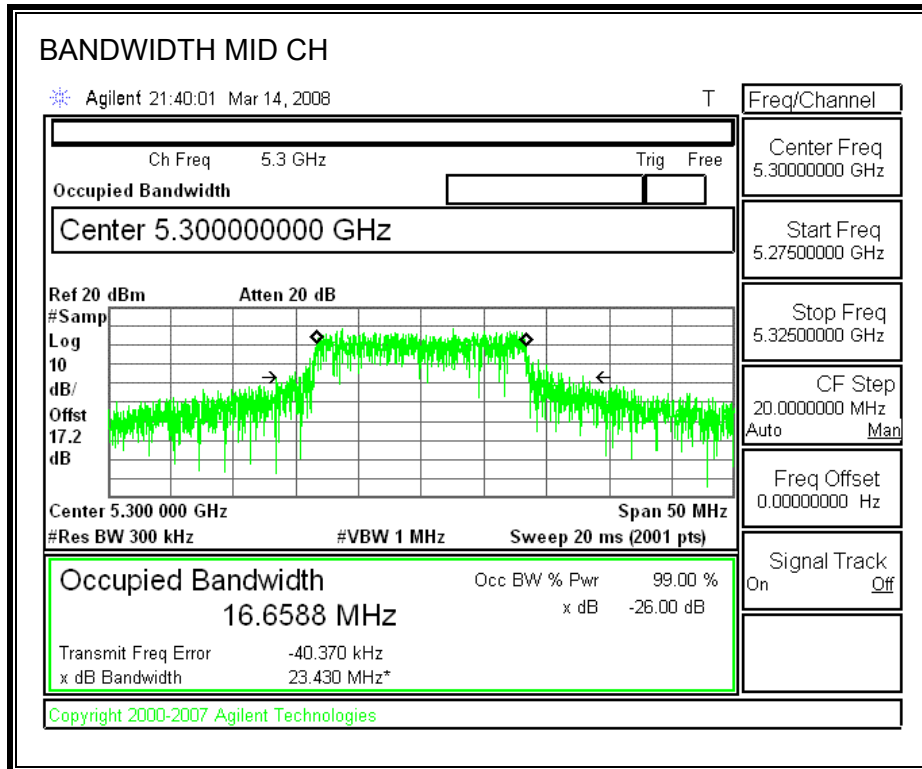 BANDWIDTH MID CH
Agilent 21:40:01 Mar 14, 2008 T
Freq/Channel
Ch Freq 5.3 GHz Trig Free
Occupied Bandwidth
Center 5.300000000 GHz
Ref 20 dBm Atten 20 dB
#Samp
Log
10
dB/
Offst
17.2
dB
Center 5.300 000 GHz Span 50 MHz
#Res BW 300 kHz #VBW 1 MHz Sweep 20 ms (2001 pts)
Occupied Bandwidth
16.6588 MHz
Occ BW % Pwr 99.00 %
x dB -26.00 dB
Transmit Freq Error -40.370 kHz
x dB Bandwidth 23.430 MHz*
Copyright 2000-2007 Agilent Technologies
Center Freq
5.30000000 GHz
Start Freq
5.27500000 GHz
Stop Freq
5.32500000 GHz
CF Step
20.0000000 MHz
Auto Man
Freq Offset
0.00000000 Hz
Signal Track
On Off